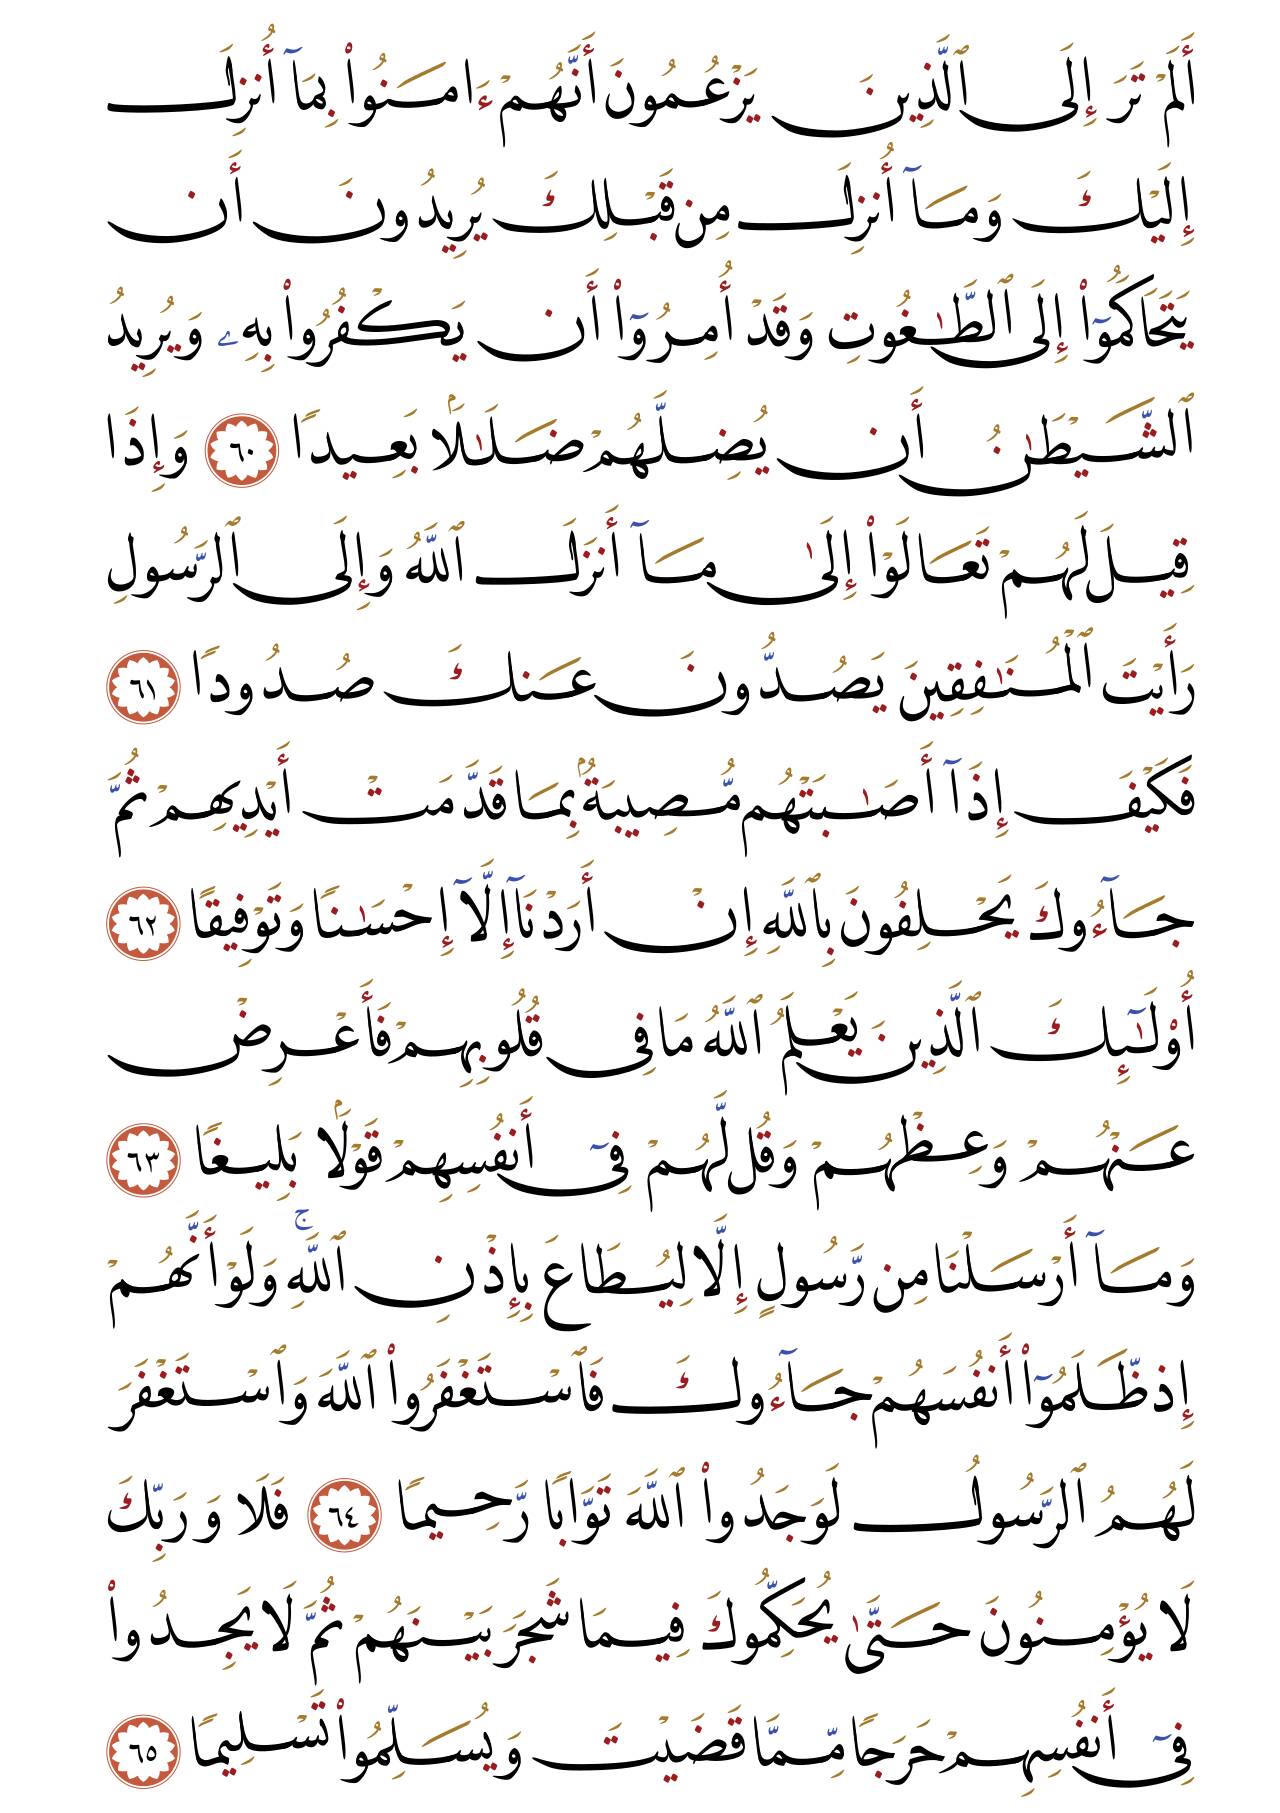 أَلَمْ تَرَ إِلَى ٱلَّذِينَ يَزْعُمُونَ أَنَّهُمْ ءَامَنُوا۟ بِمَآ أُنزِلَ
إِلَيْكَ وَمَآ أُنزِلَ مِن قَبْلِكَ يُرِيدُونَ أَن
يَتَحَاكَمُوٓا۟ إِلَى ٱلطَّـٰغُوتِ وَقَدْ أُمِرُوٓا۟ أَن يَكْفُرُوا۟ بِهِۦ وَيُرِيدُ
ٱلشَّيْطَـٰنُ أَن يُضِلَّهُمْ ضَلَـٰلَۢا بَعِيدًا ٦٠ وَإِذَا
قِيلَ لَهُمْ تَعَالَوْا۟ إِلَىٰ مَآ أَنزَلَ ٱللَّهُ وَإِلَى ٱلرَّسُولِ
رَأَيْتَ ٱلْمُنَـٰفِقِينَ يَصُدُّونَ عَنكَ صُدُودًا ٦١
فَكَيْفَ إِذَآ أَصَـٰبَتْهُم مُّصِيبَةُۢ بِمَا قَدَّمَتْ أَيْدِيهِمْ ثُمَّ
جَآءُوكَ يَحْلِفُونَ بِٱللَّهِ إِنْ أَرَدْنَآ إِلَّآ إِحْسَـٰنًا وَتَوْفِيقًا ٦٢
أُو۟لَـٰٓئِكَ ٱلَّذِينَ يَعْلَمُ ٱللَّهُ مَا فِى قُلُوبِهِمْ فَأَعْرِضْ
عَنْهُمْ وَعِظْهُمْ وَقُل لَّهُمْ فِىٓ أَنفُسِهِمْ قَوْلَۢا بَلِيغًا ٦٣
وَمَآ أَرْسَلْنَا مِن رَّسُولٍ إِلَّا لِيُطَاعَ بِإِذْنِ ٱللَّهِ ۚ وَلَوْ أَنَّهُمْ
إِذ ظَّلَمُوٓا۟ أَنفُسَهُمْ جَآءُوكَ فَٱسْتَغْفَرُوا۟ ٱللَّهَ وَٱسْتَغْفَرَ
لَهُمُ ٱلرَّسُولُ لَوَجَدُوا۟ ٱللَّهَ تَوَّابًا رَّحِيمًا ٦٤ فَلَا وَرَبِّكَ
لَا يُؤْمِنُونَ حَتَّىٰ يُحَكِّمُوكَ فِيمَا شَجَرَ بَيْنَهُمْ ثُمَّ لَا يَجِدُوا۟
فِىٓ أَنفُسِهِمْ حَرَجًا مِّمَّا قَضَيْتَ وَيُسَلِّمُوا۟ تَسْلِيمًا ٦٥